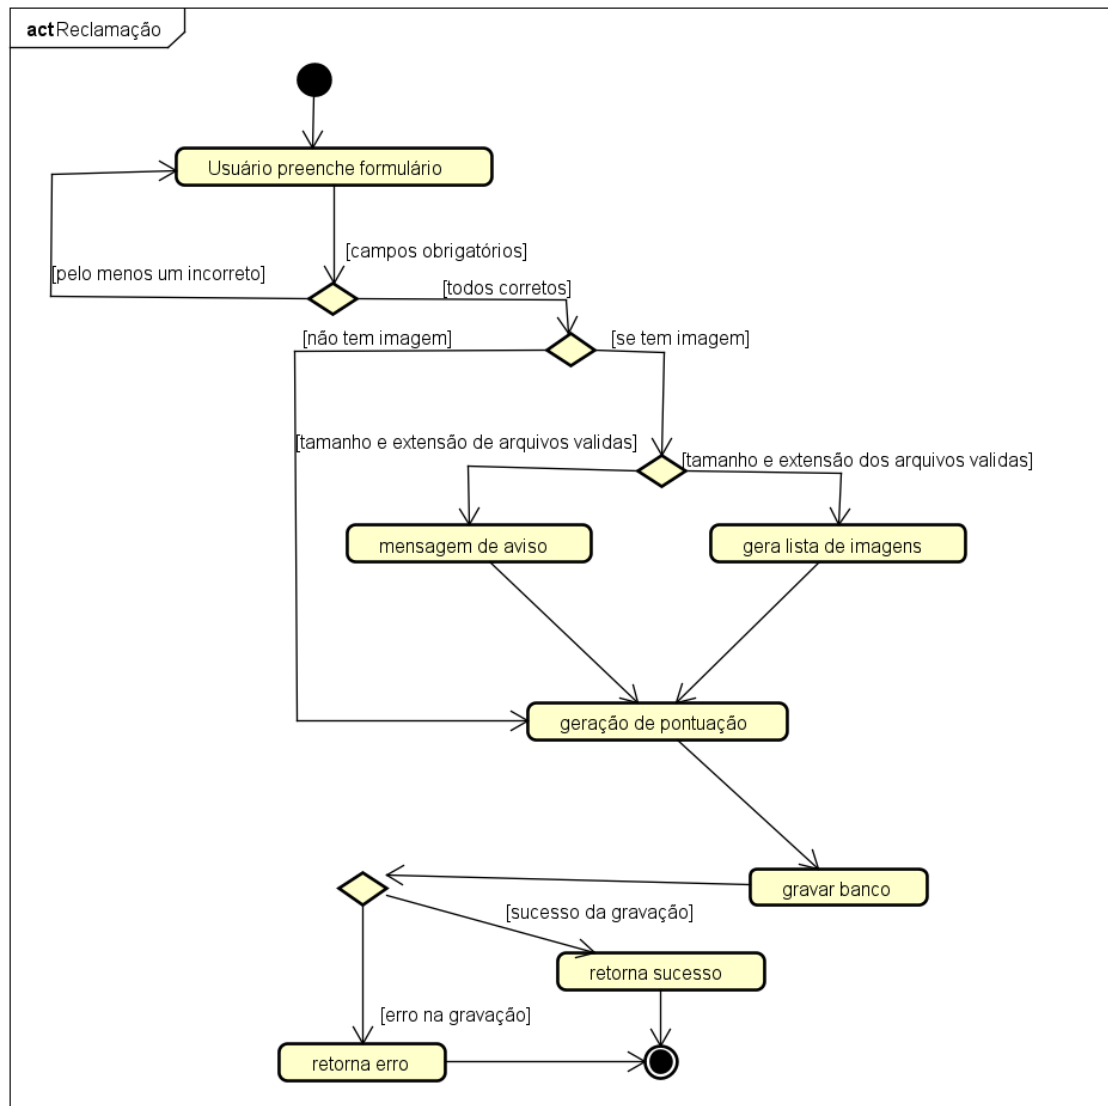 act Reclamação
Usuário preenche formulário
[campos obrigatórios]
[pelo menos um incorreto]
[todos corretos]
[não tem imagem]
[se tem imagem]
[tamanho e extensão de arquivos validas]
[tamanho e extensão dos arquivos validas]
mensagem de aviso
gera lista de imagens
geração de pontuação
gravar banco
[sucesso da gravação]
retorna sucesso
[erro na gravação]
retorna erro